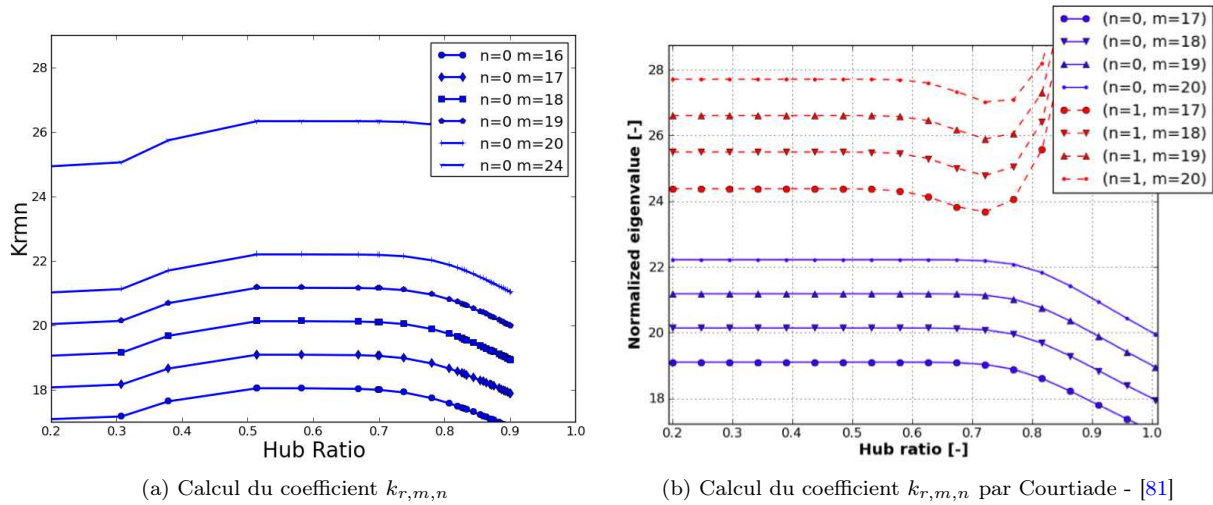 28
26
24
22
20
18
Krmn
0.2
0.3
0.4
0.5
0.6
0.7
0.8
0.9
1.0
Hub Ratio
n=0 m=16
n=0 m=17
n=0 m=18
n=0 m=19
n=0 m=20
n=0 m=24
(a) Calcul du coefficient k_{r,m,n}
28
26
24
22
20
18
Normalized eigenvalue [-]
0.2
0.3
0.4
0.5
0.6
0.7
0.8
0.9
1.0
Hub ratio [-]
(n=0, m=17)
(n=0, m=18)
(n=0, m=19)
(n=0, m=20)
(n=1, m=17)
(n=1, m=18)
(n=1, m=19)
(n=1, m=20)
(b) Calcul du coefficient k_{r,m,n} par Courtiade - [81]